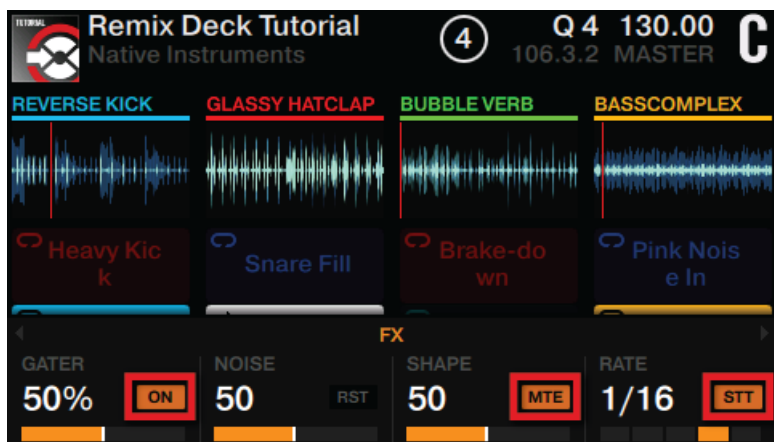 TUTORIAL
Remix Deck Tutorial
Native Instruments
4
Q 4 130.00
106.3.2 MASTER
C
REVERSE KICK GLASSY HATCLAP BUBBLE VERB BASSCOMPLEX
Heavy Kic
k
Snare Fill
Brake-do
wn
Pink Nois
e In
FX
GATER NOISE SHAPE RATE
50% ON 50 RST 50 MTE 1/16 STT